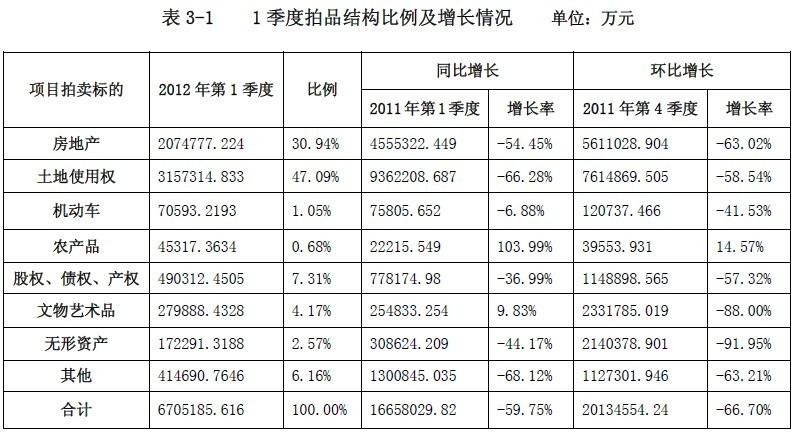 表 3-1 1 季度拍品结构比例及增长情况 单位：万元
项目拍卖标的 2012 年第 1 季度 比例 同比增长 环比增长
2011 年第 1 季度 增长率 2011 年第 4 季度 增长率
房地产 2074777.224 30.94% 4555322.449 -54.45% 5611028.904 -63.02%
土地使用权 3157314.833 47.09% 9362208.687 -66.28% 7614869.505 -58.54%
机动车 70593.2193 1.05% 75805.652 -6.88% 120737.466 -41.53%
农产品 45317.3634 0.68% 22215.549 103.99% 39553.931 14.57%
股权、债权、产权 490312.4505 7.31% 778174.98 -36.99% 1148898.565 -57.32%
文物艺术品 279888.4328 4.17% 254833.254 9.83% 2331785.019 -88.00%
无形资产 172291.3188 2.57% 308624.209 -44.17% 2140378.901 -91.95%
其他 414690.7646 6.16% 1300845.035 -68.12% 1127301.946 -63.21%
合计 6705185.616 100.00% 16658029.82 -59.75% 20134554.24 -66.70%